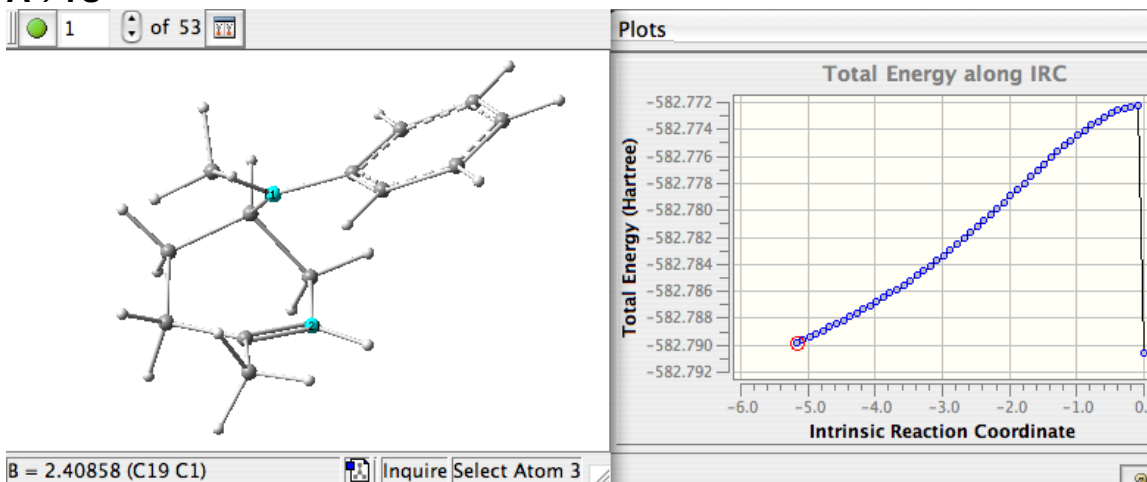 1 of 53
1
2
B = 2.40858 (C19 C1)
Inquire
Select Atom 3
Plots
Total Energy along IRC
Total Energy (Hartree)
-582.772
-582.774
-582.776
-582.778
-582.780
-582.782
-582.784
-582.786
-582.788
-582.790
-582.792
-6.0 -5.0 -4.0 -3.0 -2.0 -1.0
Intrinsic Reaction Coordinate